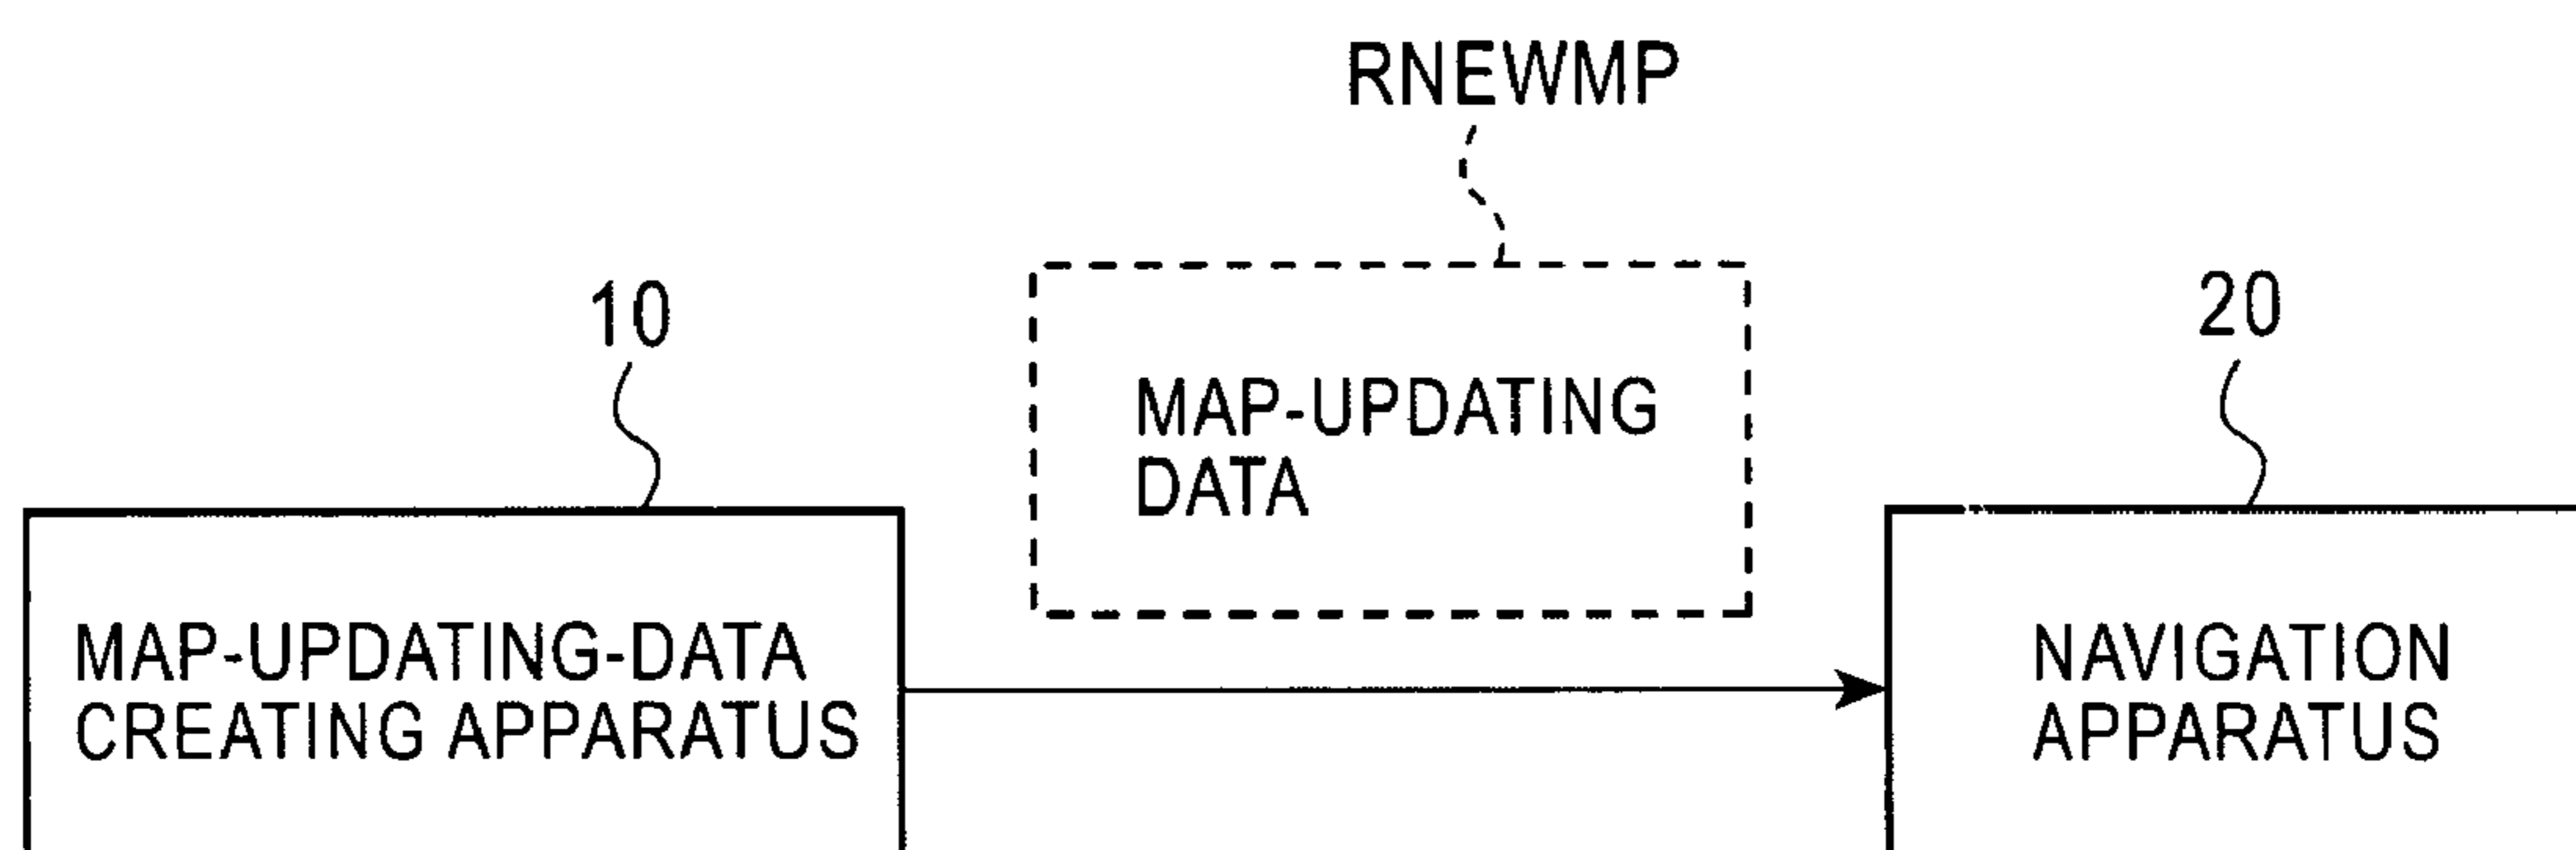 RNEWMP
10
20
MAP-UPDATING
DATA
MAP-UPDATING-DATA
CREATING APPARATUS
NAVIGATION
APPARATUS